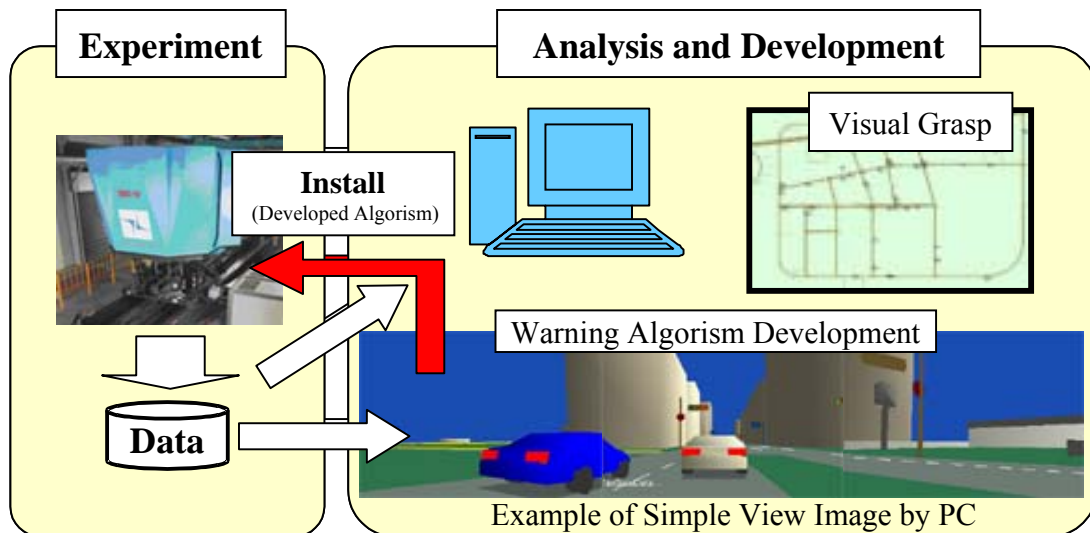 Experiment
Analysis and Development
Visual Grasp
Install
(Developed Algorism)
Warning Algorism Development
Data
Example of Simple View Image by PC